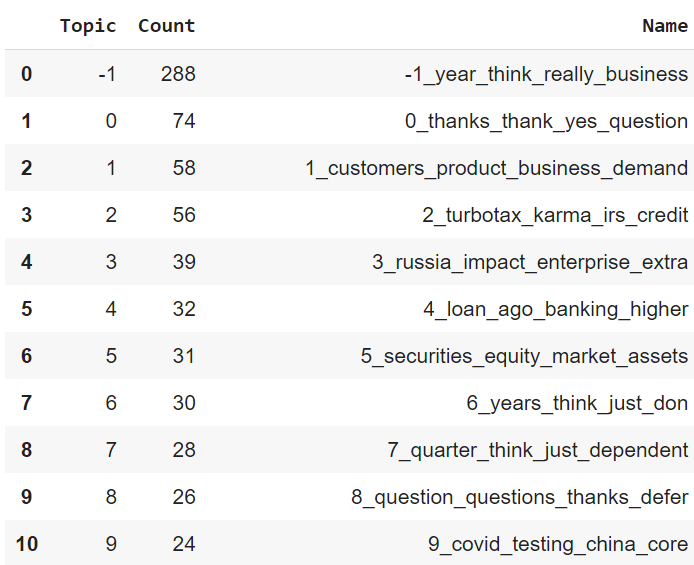 Topic Count Name
0 -1 288 -1_year_think_really_business
1 0 74 0_thanks_thank_yes_question
2 1 58 1_customers_product_business_demand
3 2 56 2_turbotax_karma_irs_credit
4 3 39 3_russia_impact_enterprise_extra
5 4 32 4_loan_ago_banking_higher
6 5 31 5_securities_equity_market_assets
7 6 30 6_years_think_just_don
8 7 28 7_quarter_think_just_dependent
9 8 26 8_question_questions_thanks_defer
10 9 24 9_covid_testing_china_core